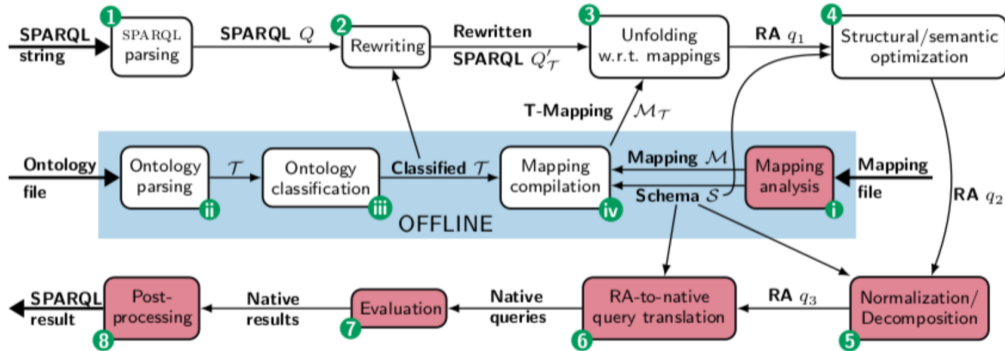 1
SPARQL
string
SPARQL
parsing
SPARQL Q
2
Rewriting
Rewritten
SPARQL Q′𝒯
3
Unfolding
w.r.t. mappings
RA q₁
4
Structural/semantic
optimization
T-Mapping ℳ𝒯
Ontology
file
Ontology
parsing
ii
𝒯
Ontology
classification
iii
Classified 𝒯
Mapping
compilation
iv
Mapping ℳ
Schema 𝒮
Mapping
analysis
i
Mapping
file
OFFLINE
RA q₂
SPARQL
result
Post-
processing
8
Native
results
Evaluation
7
Native
queries
RA-to-native
query translation
6
RA q₃
Normalization/
Decomposition
5